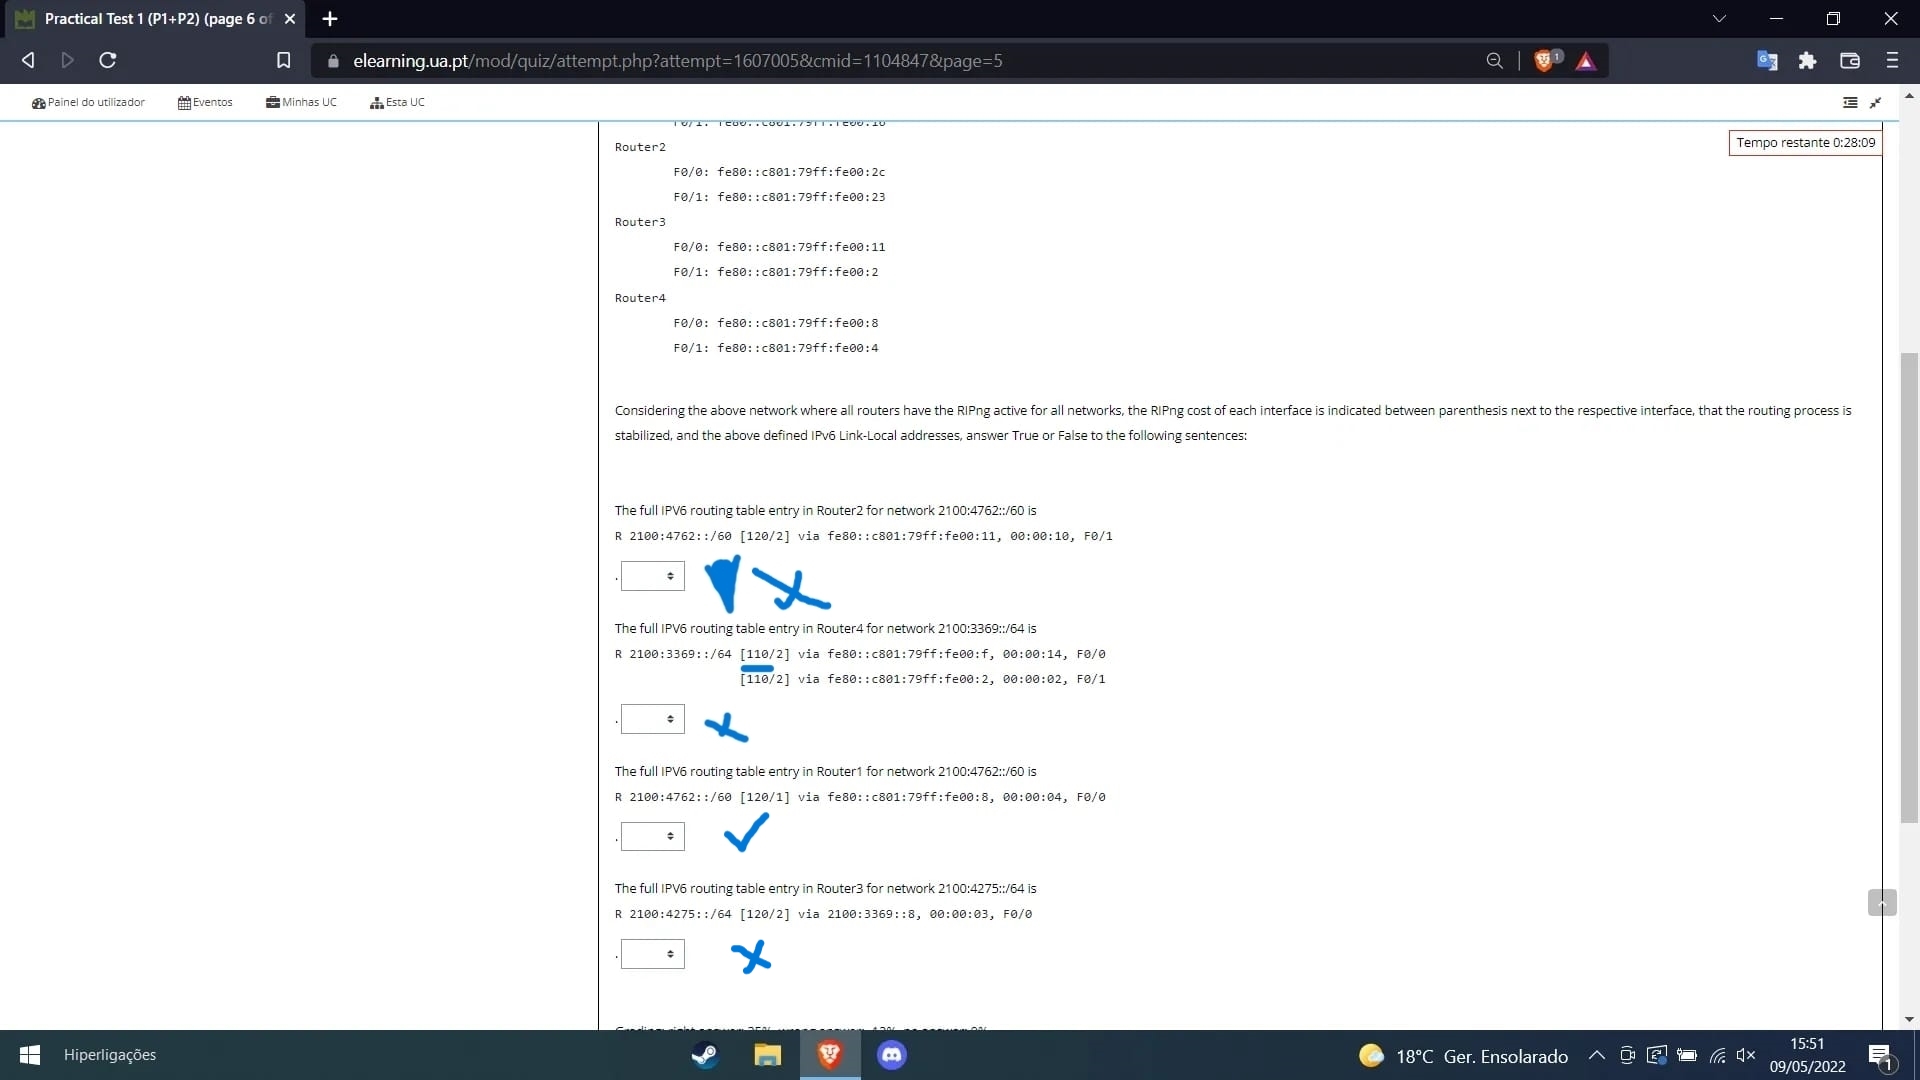 Practical Test 1 (P1+P2) (page 6 of
elearning.ua.pt/mod/quiz/attempt.php?attempt=1607005&cmid=1104847&page=5
1
Painel do utilizador Eventos Minhas UC Esta UC
Tempo restante 0:28:09
Router2
F0/0: fe80::c801:79ff:fe00:2c
F0/1: fe80::c801:79ff:fe00:23
Router3
F0/0: fe80::c801:79ff:fe00:11
F0/1: fe80::c801:79ff:fe00:2
Router4
F0/0: fe80::c801:79ff:fe00:8
F0/1: fe80::c801:79ff:fe00:4
Considering the above network where all routers have the RIPng active for all networks, the RIPng cost of each interface is indicated between parenthesis next to the respective interface, that the routing process is
stabilized, and the above defined IPv6 Link-Local addresses, answer True or False to the following sentences:
The full IPV6 routing table entry in Router2 for network 2100:4762::/60 is
R 2100:4762::/60 [120/2] via fe80::c801:79ff:fe00:11, 00:00:10, F0/1
.
The full IPV6 routing table entry in Router4 for network 2100:3369::/64 is
R 2100:3369::/64 [110/2] via fe80::c801:79ff:fe00:f, 00:00:14, F0/0
[110/2] via fe80::c801:79ff:fe00:2, 00:00:02, F0/1
.
The full IPV6 routing table entry in Router1 for network 2100:4762::/60 is
R 2100:4762::/60 [120/1] via fe80::c801:79ff:fe00:8, 00:00:04, F0/0
.
The full IPV6 routing table entry in Router3 for network 2100:4275::/64 is
R 2100:4275::/64 [120/2] via 2100:3369::8, 00:00:03, F0/0
.
Hiperligações
18°C Ger. Ensolarado
15:51
09/05/2022
1